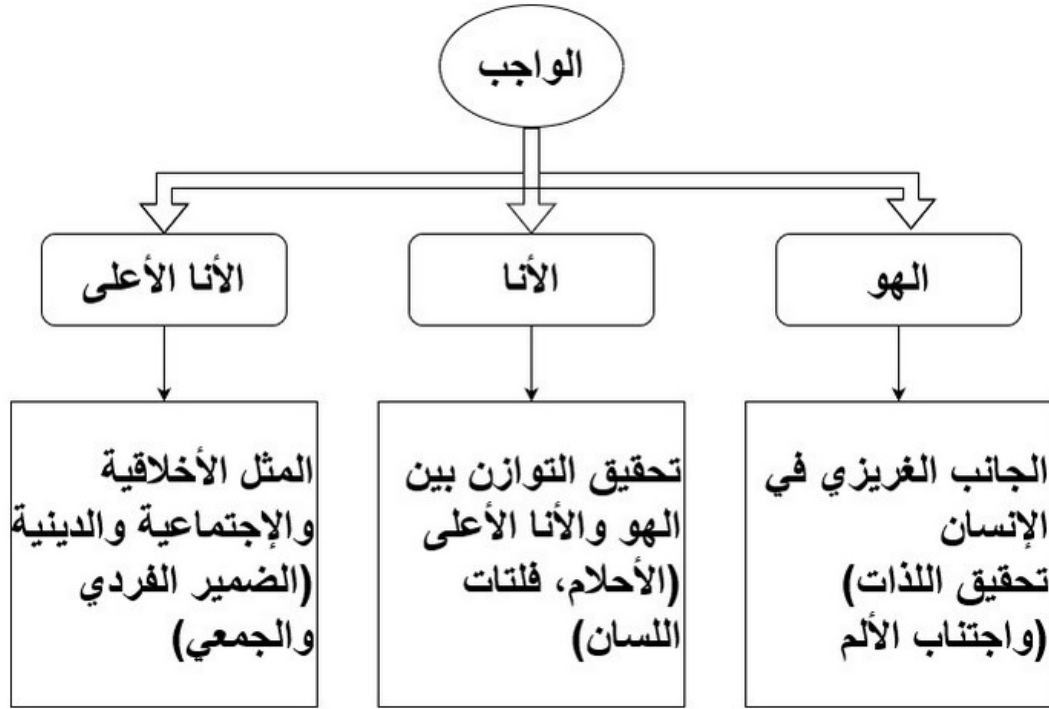 الواجب
الهو
الأنا
الأنا الأعلى
الجانب الغريزي في
الإنسان
تحقيق اللذات)
(واجتناب الألم
تحقيق التوازن بين
الهو والأنا الأعلى
(الأحلام، فلتات
اللسان)
المثل الأخلاقية
والإجتماعية والدينية
(الضمير الفردي
والجمعي)